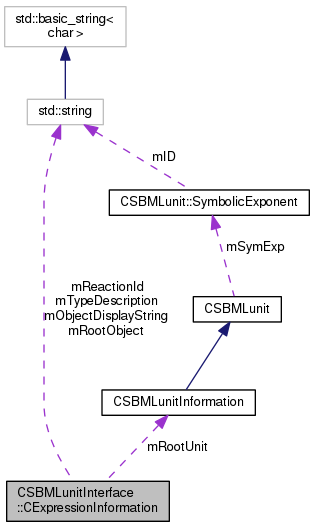 std::basic_string<
char >
std::string
mID
CSBMLunit::SymbolicExponent
mSymExp
mReactionId
mTypeDescription
mObjectDisplayString
mRootObject
CSBMLunit
CSBMLunitInformation
mRootUnit
CSBMLunitInterface
::CExpressionInformation